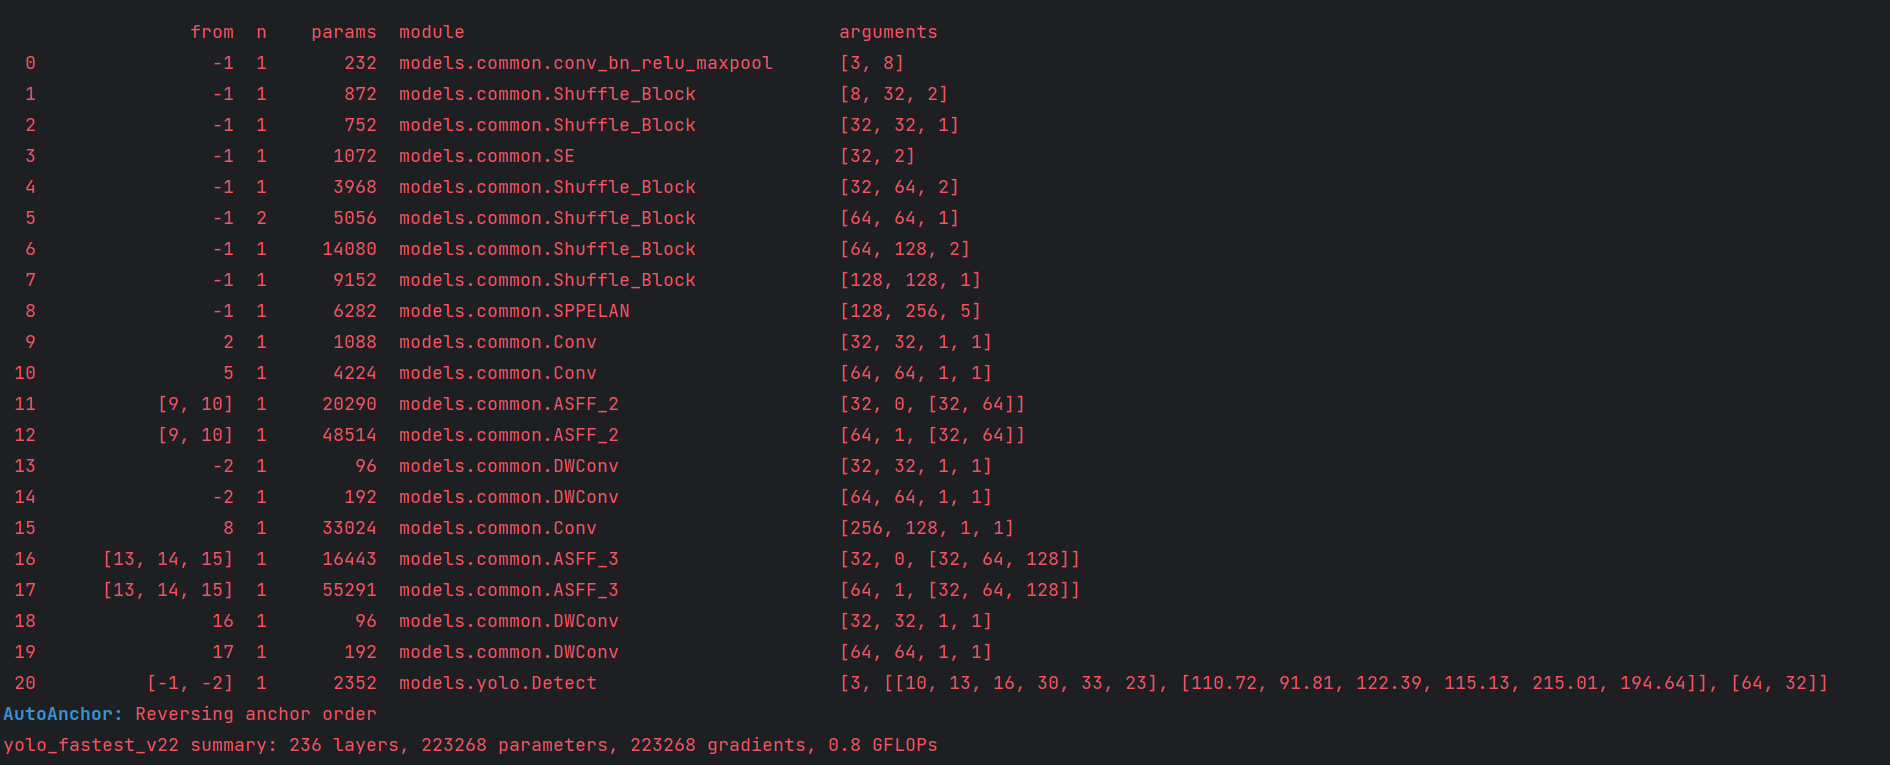 from  n    params  module                                  arguments
0                -1  1       232  models.common.conv_bn_relu_maxpool      [3, 8]
1                -1  1       872  models.common.Shuffle_Block             [8, 32, 2]
2                -1  1       752  models.common.Shuffle_Block             [32, 32, 1]
3                -1  1      1072  models.common.SE                        [32, 2]
4                -1  1      3968  models.common.Shuffle_Block             [32, 64, 2]
5                -1  2      5056  models.common.Shuffle_Block             [64, 64, 1]
6                -1  1     14080  models.common.Shuffle_Block             [64, 128, 2]
7                -1  1      9152  models.common.Shuffle_Block             [128, 128, 1]
8                -1  1      6282  models.common.SPPELAN                   [128, 256, 5]
9                 2  1      1088  models.common.Conv                      [32, 32, 1, 1]
10                 5  1      4224  models.common.Conv                      [64, 64, 1, 1]
11           [9, 10]  1     20290  models.common.ASFF_2                    [32, 0, [32, 64]]
12           [9, 10]  1     48514  models.common.ASFF_2                    [64, 1, [32, 64]]
13                -2  1        96  models.common.DWConv                    [32, 32, 1, 1]
14                -2  1       192  models.common.DWConv                    [64, 64, 1, 1]
15                 8  1     33024  models.common.Conv                      [256, 128, 1, 1]
16      [13, 14, 15]  1     16443  models.common.ASFF_3                    [32, 0, [32, 64, 128]]
17      [13, 14, 15]  1     55291  models.common.ASFF_3                    [64, 1, [32, 64, 128]]
18                16  1        96  models.common.DWConv                    [32, 32, 1, 1]
19                17  1       192  models.common.DWConv                    [64, 64, 1, 1]
20          [-1, -2]  1      2352  models.yolo.Detect                      [3, [[10, 13, 16, 30, 33, 23], [110.72, 91.81, 122.39, 115.13, 215.01, 194.64]], [64, 32]]
AutoAnchor: Reversing anchor order
yolo_fastest_v22 summary: 236 layers, 223268 parameters, 223268 gradients, 0.8 GFLOPs